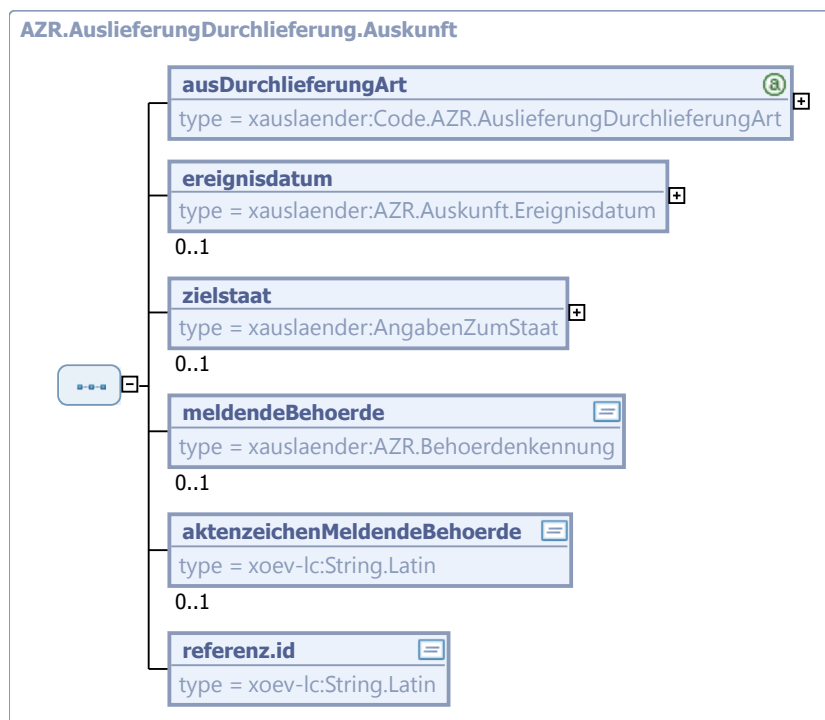 AZR.AuslieferungDurchlieferung.Auskunft
ausDurchlieferungArt
type = xauslaender:Code.AZR.AuslieferungDurchlieferungArt
ereignisdatum
type = xauslaender:AZR.Auskunft.Ereignisdatum
0..1
zielstaat
type = xauslaender:AngabenZumStaat
0..1
meldendeBehoerde
type = xauslaender:AZR.Behoerdenkennung
0..1
aktenzeichenMeldendeBehoerde
type = xoev-lc:String.Latin
0..1
referenz.id
type = xoev-lc:String.Latin